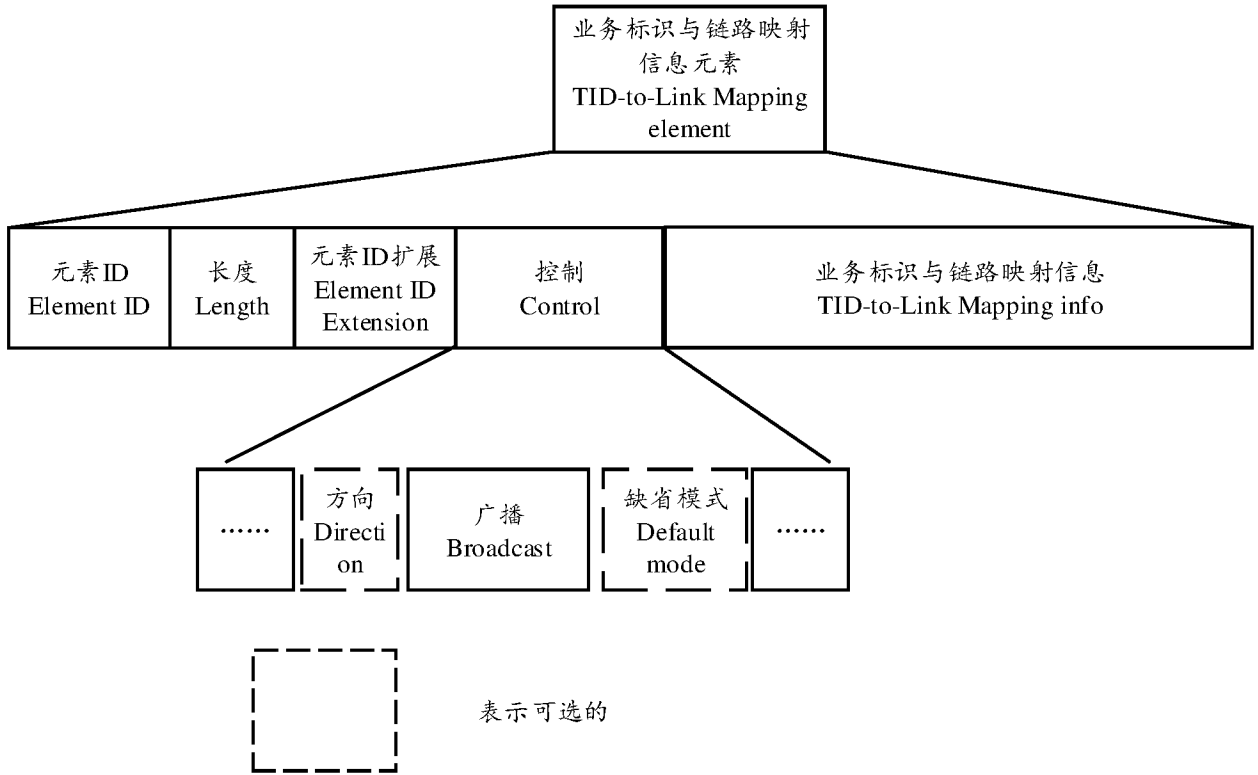 业务标识与链路映射
信息元素
TID-to-Link Mapping
element
元素ID
Element ID
长度
Length
元素ID扩展
Element ID
Extension
控制
Control
业务标识与链路映射信息
TID-to-Link Mapping info
……
方向
Directi
on
广播
Broadcast
缺省模式
Default
mode
……
表示可选的